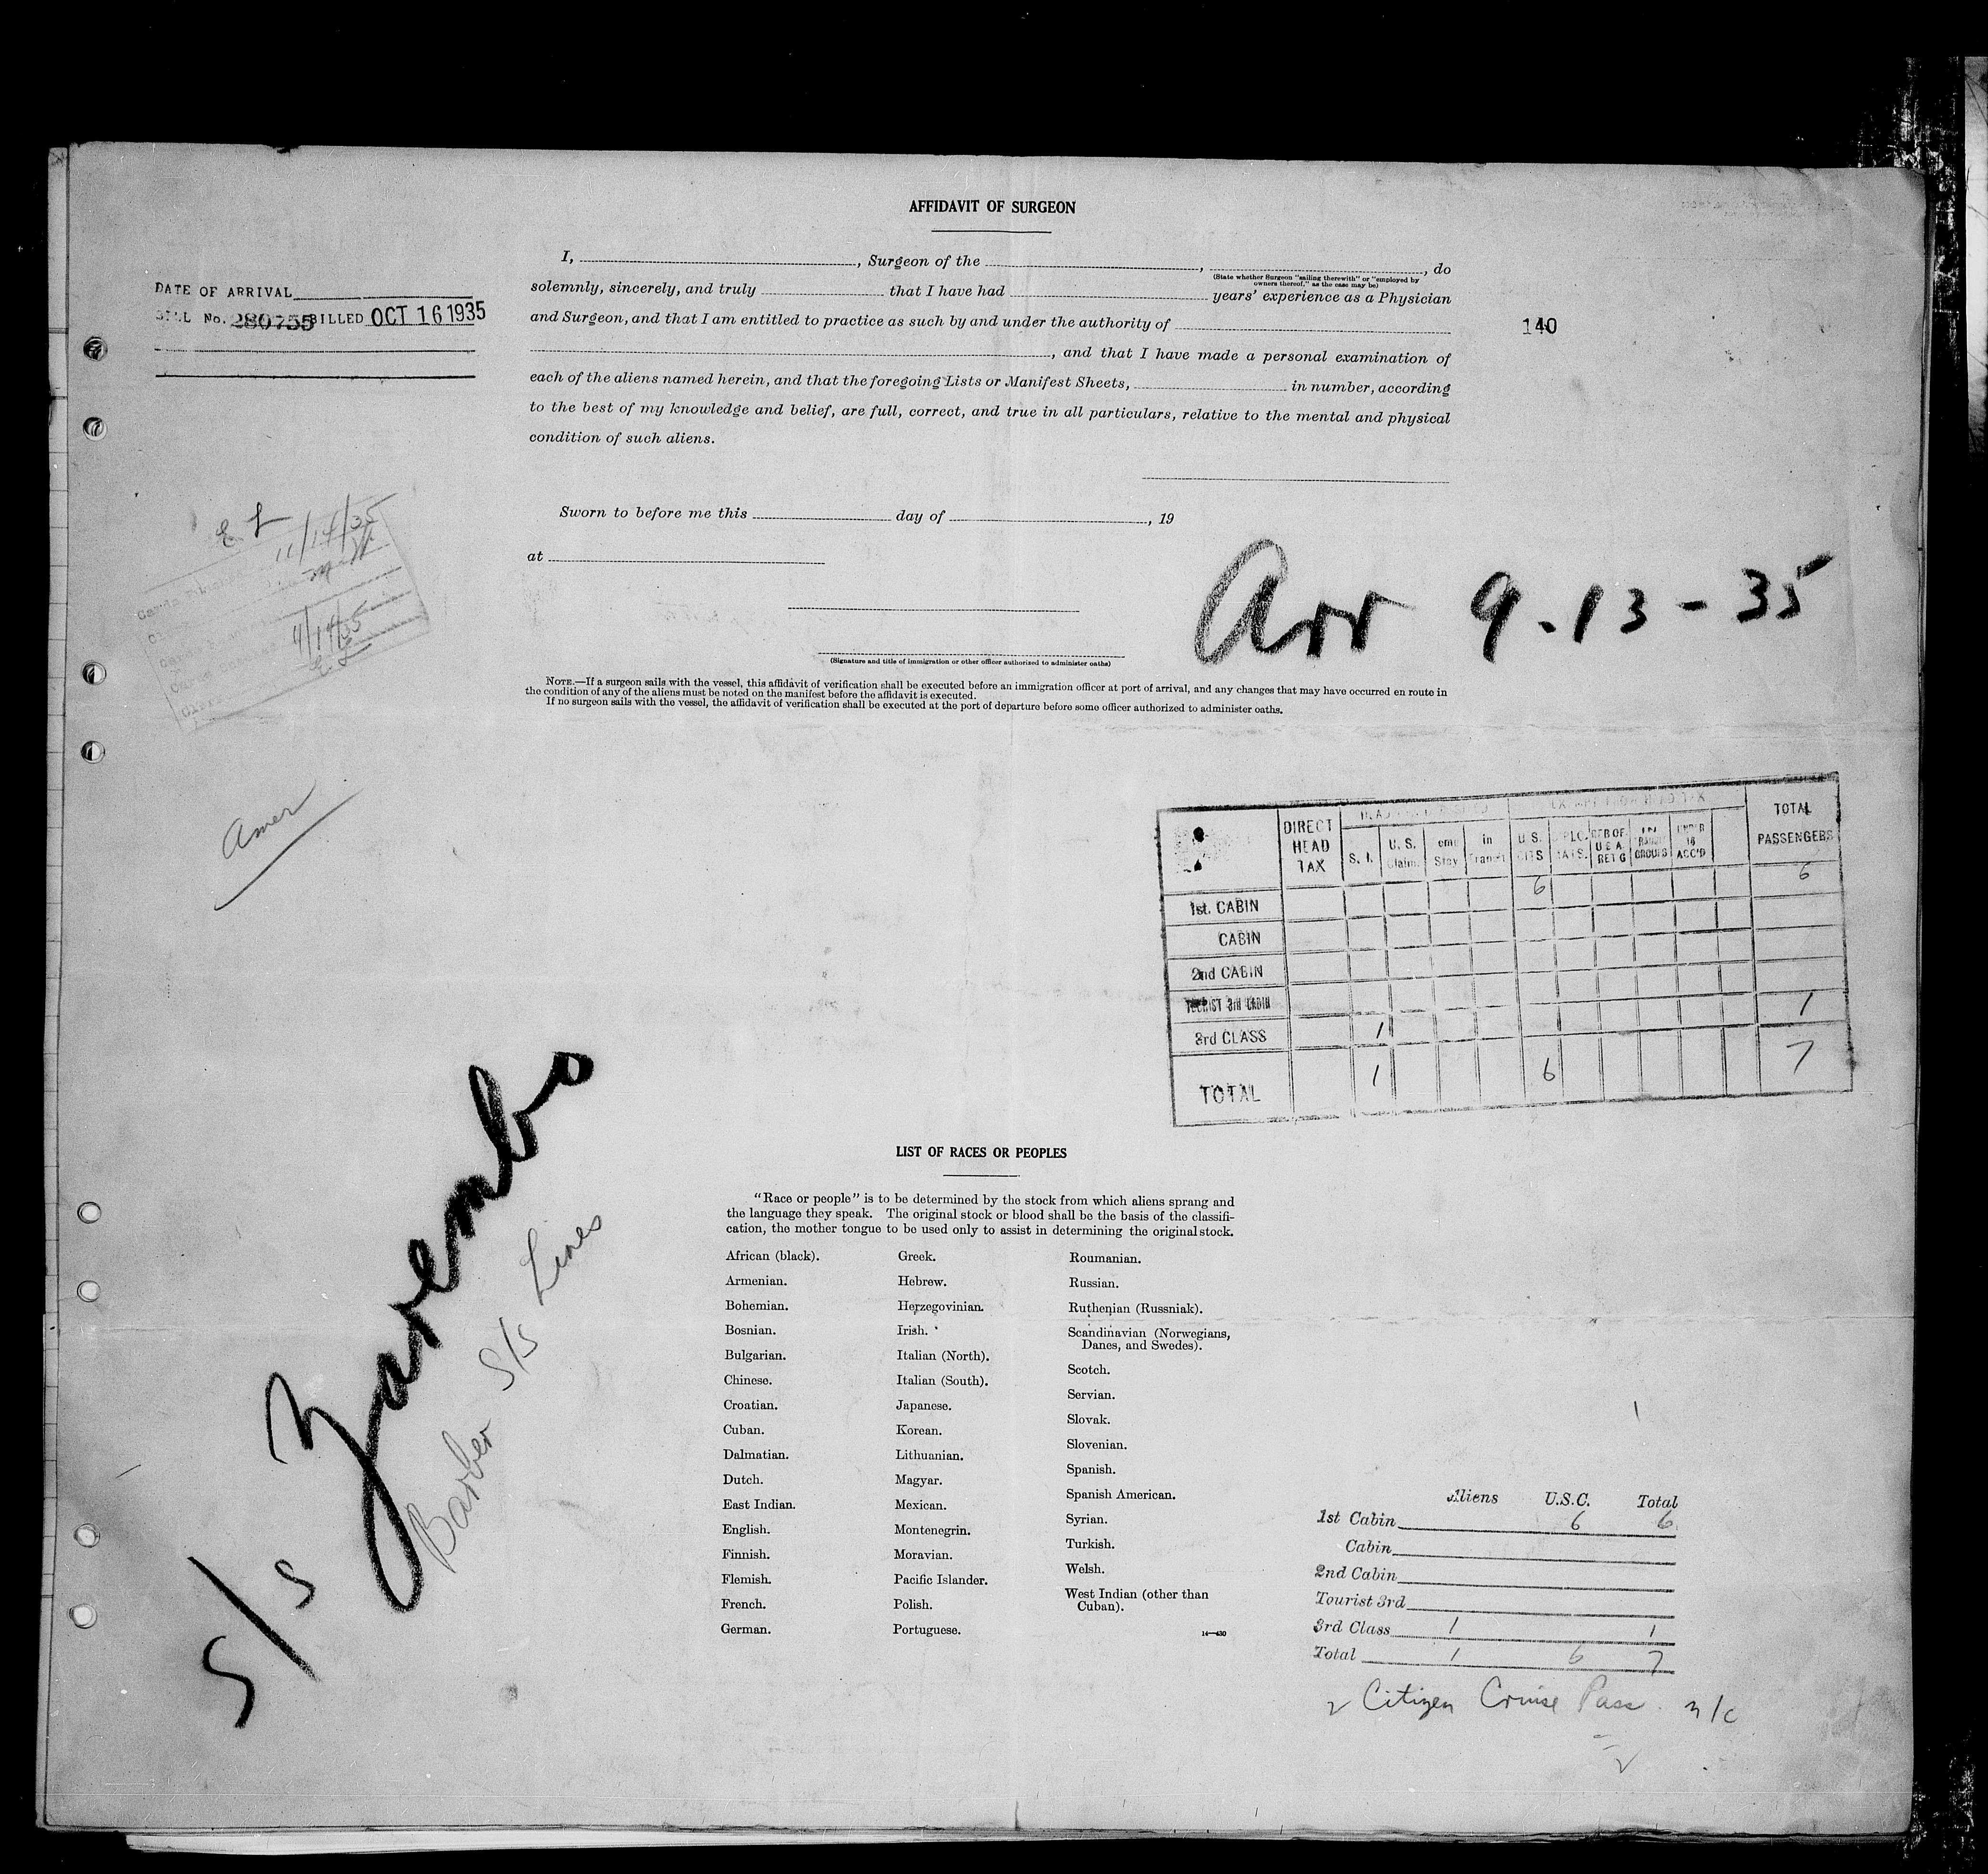 AFFIDAVIT OF SURGEON
I, , Surgeon of the , , do
(State whether Surgeon "sailing therewith" or "employed by
owners thereof," as the case may be)
solemnly, sincerely, and truly that I have had years' experience as a Physician
and Surgeon, and that I am entitled to practice as such by and under the authority of
, and that I have made a personal examination of
each of the aliens named herein, and that the foregoing Lists or Manifest Sheets, in number, according
to the best of my knowledge and belief, are full, correct, and true in all particulars, relative to the mental and physical
condition of such aliens.
DATE OF ARRIVAL
BILL No. 280755 BILLED OCT 16 1935
140
Sworn to before me this day of , 19
at
(Signature and title of immigration or other officer authorized to administer oaths)
NOTE.—If a surgeon sails with the vessel, this affidavit of verification shall be executed before an immigration officer at port of arrival, and any changes that may have occurred en route in
the condition of any of the aliens must be noted on the manifest before the affidavit is executed.
If no surgeon sails with the vessel, the affidavit of verification shall be executed at the port of departure before some officer authorized to administer oaths.
11/14/35
11/14/35
Arr 9-13-35
Amer
DIRECT HEAD TAX S. I. U. S. Claim. Stay in Transit U. S. CITS UNDER 16 ACC'D TOTAL PASSENGERS
1st. CABIN 6 6
CABIN
2nd CABIN
TOURIST 3rd CABIN
3rd CLASS 1 1
TOTAL 1 6 7
S/S Zarembo
Barber S/S Lines
LIST OF RACES OR PEOPLES
"Race or people" is to be determined by the stock from which aliens sprang and
the language they speak. The original stock or blood shall be the basis of the classifi-
cation, the mother tongue to be used only to assist in determining the original stock.
African (black).
Armenian.
Bohemian.
Bosnian.
Bulgarian.
Chinese.
Croatian.
Cuban.
Dalmatian.
Dutch.
East Indian.
English.
Finnish.
Flemish.
French.
German.
Greek.
Hebrew.
Herzegovinian.
Irish.
Italian (North).
Italian (South).
Japanese.
Korean.
Lithuanian.
Magyar.
Mexican.
Montenegrin.
Moravian.
Pacific Islander.
Polish.
Portuguese.
Roumanian.
Russian.
Ruthenian (Russniak).
Scandinavian (Norwegians,
Danes, and Swedes).
Scotch.
Servian.
Slovak.
Slovenian.
Spanish.
Spanish American.
Syrian.
Turkish.
Welsh.
West Indian (other than
Cuban).
14—430
Aliens U.S.C. Total
1st Cabin 6 6
Cabin
2nd Cabin
Tourist 3rd
3rd Class 1 1
Total 1 6 7
2 Citizen Cruise Pass. n/c